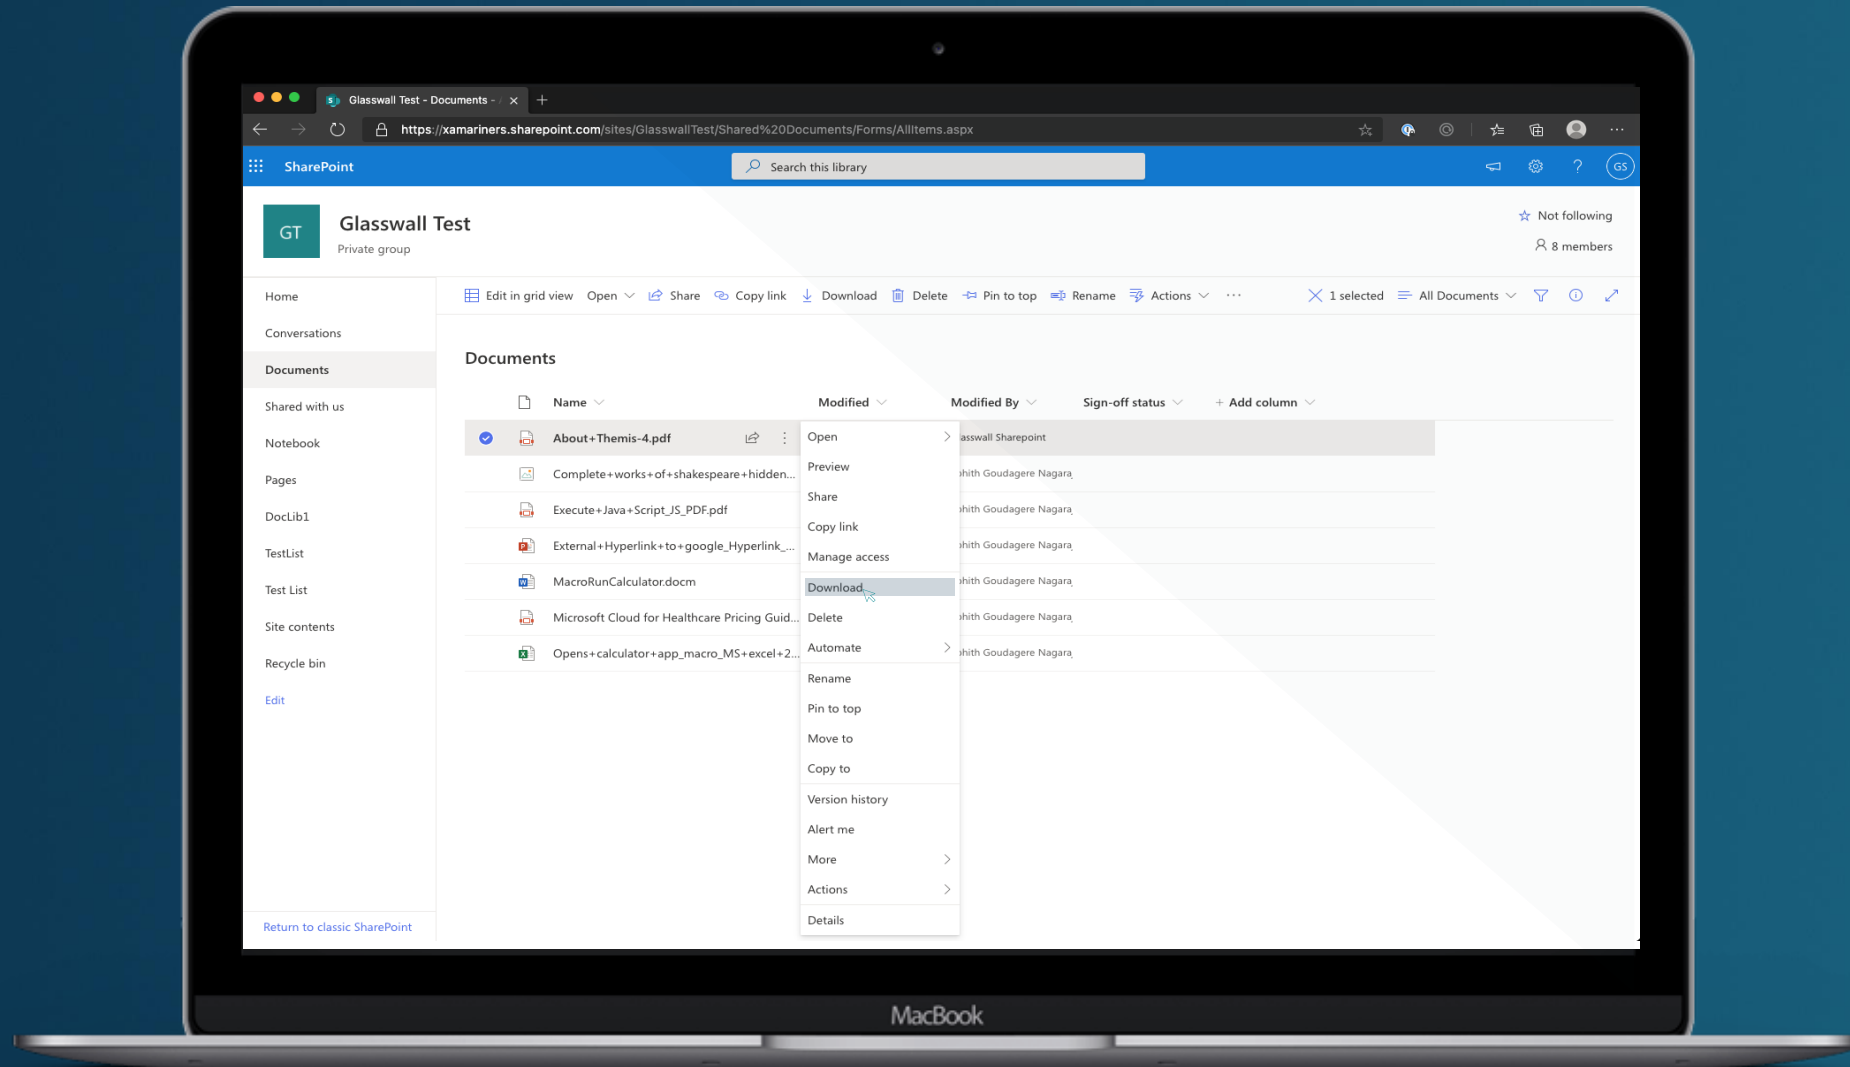 Glasswall Test - Documents -
https://xamariners.sharepoint.com/sites/GlasswallTest/Shared%20Documents/Forms/AllItems.aspx
SharePoint
Search this library
GS
GT
Glasswall Test
Private group
Not following
8 members
Home
Conversations
Documents
Shared with us
Notebook
Pages
DocLib1
TestList
Test List
Site contents
Recycle bin
Edit
Return to classic SharePoint
Edit in grid view Open Share Copy link Download Delete Pin to top Rename Actions ··· 1 selected All Documents
Documents
Name Modified Modified By Sign-off status + Add column
About+Themis-4.pdf Sharepoint
Complete+works+of+shakespeare+hidden... Goudagere
Execute+Java+Script_JS_PDF.pdf Goudagere
External+Hyperlink+to+google_Hyperlink_... Goudagere
MacroRunCalculator.docm Goudagere
Microsoft Cloud for Healthcare Pricing Guid... Goudagere
Opens+calculator+app_macro_MS+excel+2... Goudagere
Open
Preview
Share
Copy link
Manage access
Download
Delete
Automate
Rename
Pin to top
Move to
Copy to
Version history
Alert me
More
Actions
Details
MacBook